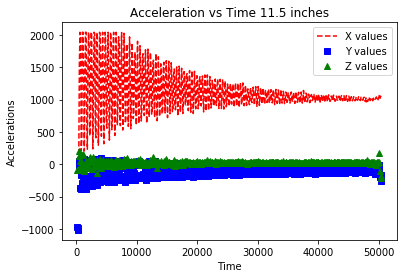 Acceleration vs Time 11.5 inches
X values
Y values
Z values
Accelerations
2000
1500
1000
500
0
−500
−1000
0
10000
20000
30000
40000
50000
Time